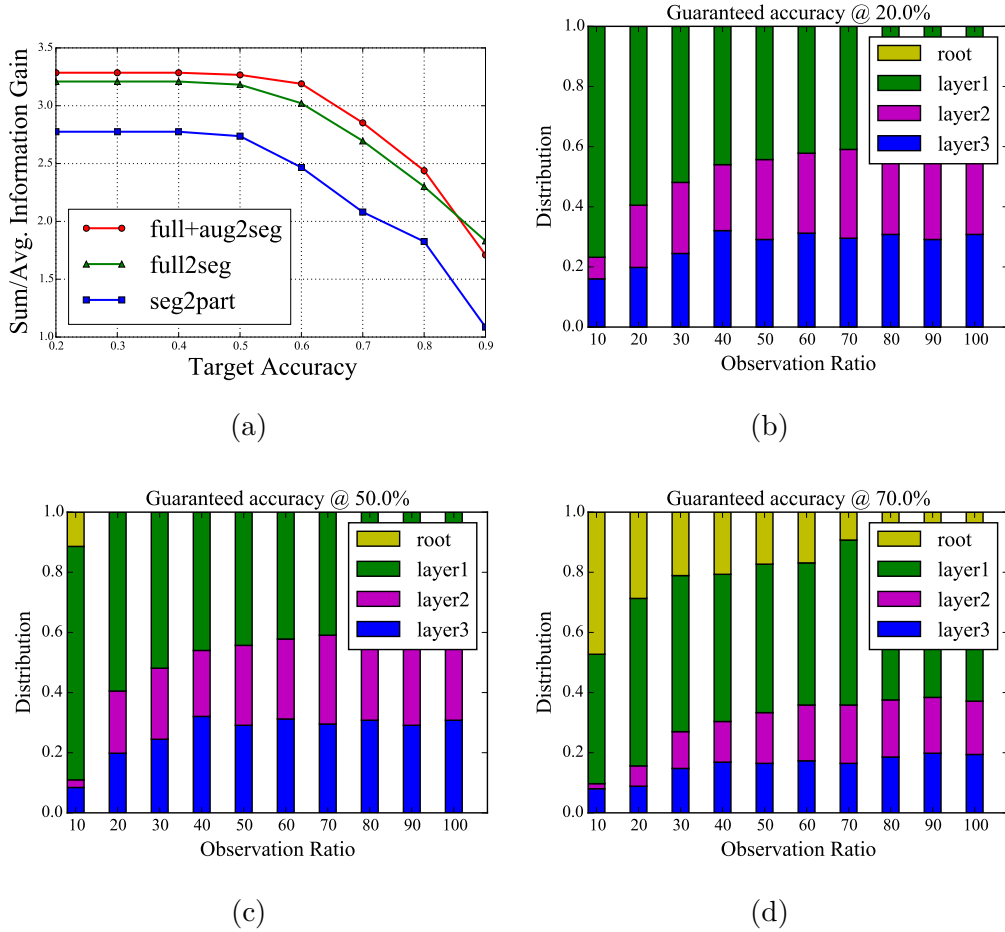 Sum/Avg. Information Gain
3.5
3.0
2.5
2.0
1.5
1.0
full+aug2seg
full2seg
seg2part
0.2 0.3 0.4 0.5 0.6 0.7 0.8 0.9
Target Accuracy
(a)
Guaranteed accuracy @ 20.0%
Distribution
1.0
0.8
0.6
0.4
0.2
0.0
root
layer1
layer2
layer3
10 20 30 40 50 60 70 80 90 100
Observation Ratio
(b)
Guaranteed accuracy @ 50.0%
Distribution
1.0
0.8
0.6
0.4
0.2
0.0
root
layer1
layer2
layer3
10 20 30 40 50 60 70 80 90 100
Observation Ratio
(c)
Guaranteed accuracy @ 70.0%
Distribution
1.0
0.8
0.6
0.4
0.2
0.0
root
layer1
layer2
layer3
10 20 30 40 50 60 70 80 90 100
Observation Ratio
(d)